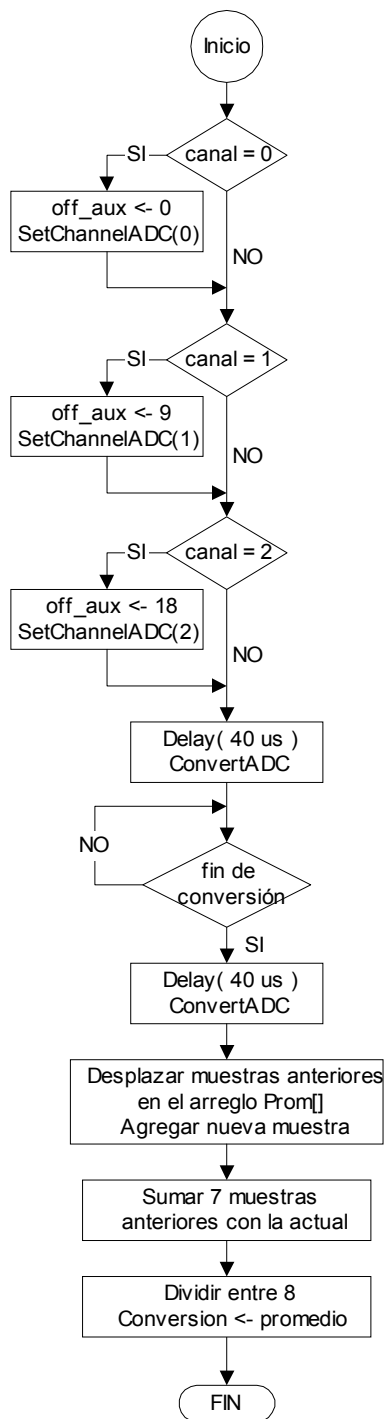 Inicio
canal = 0
SI
off_aux <- 0
SetChannelADC(0)
NO
canal = 1
SI
off_aux <- 9
SetChannelADC(1)
NO
canal = 2
SI
off_aux <- 18
SetChannelADC(2)
NO
Delay( 40 us )
ConvertADC
NO
fin de
conversión
SI
Delay( 40 us )
ConvertADC
Desplazar muestras anteriores
en el arreglo Prom[]
Agregar nueva muestra
Sumar 7 muestras
anteriores con la actual
Dividir entre 8
Conversion <- promedio
FIN